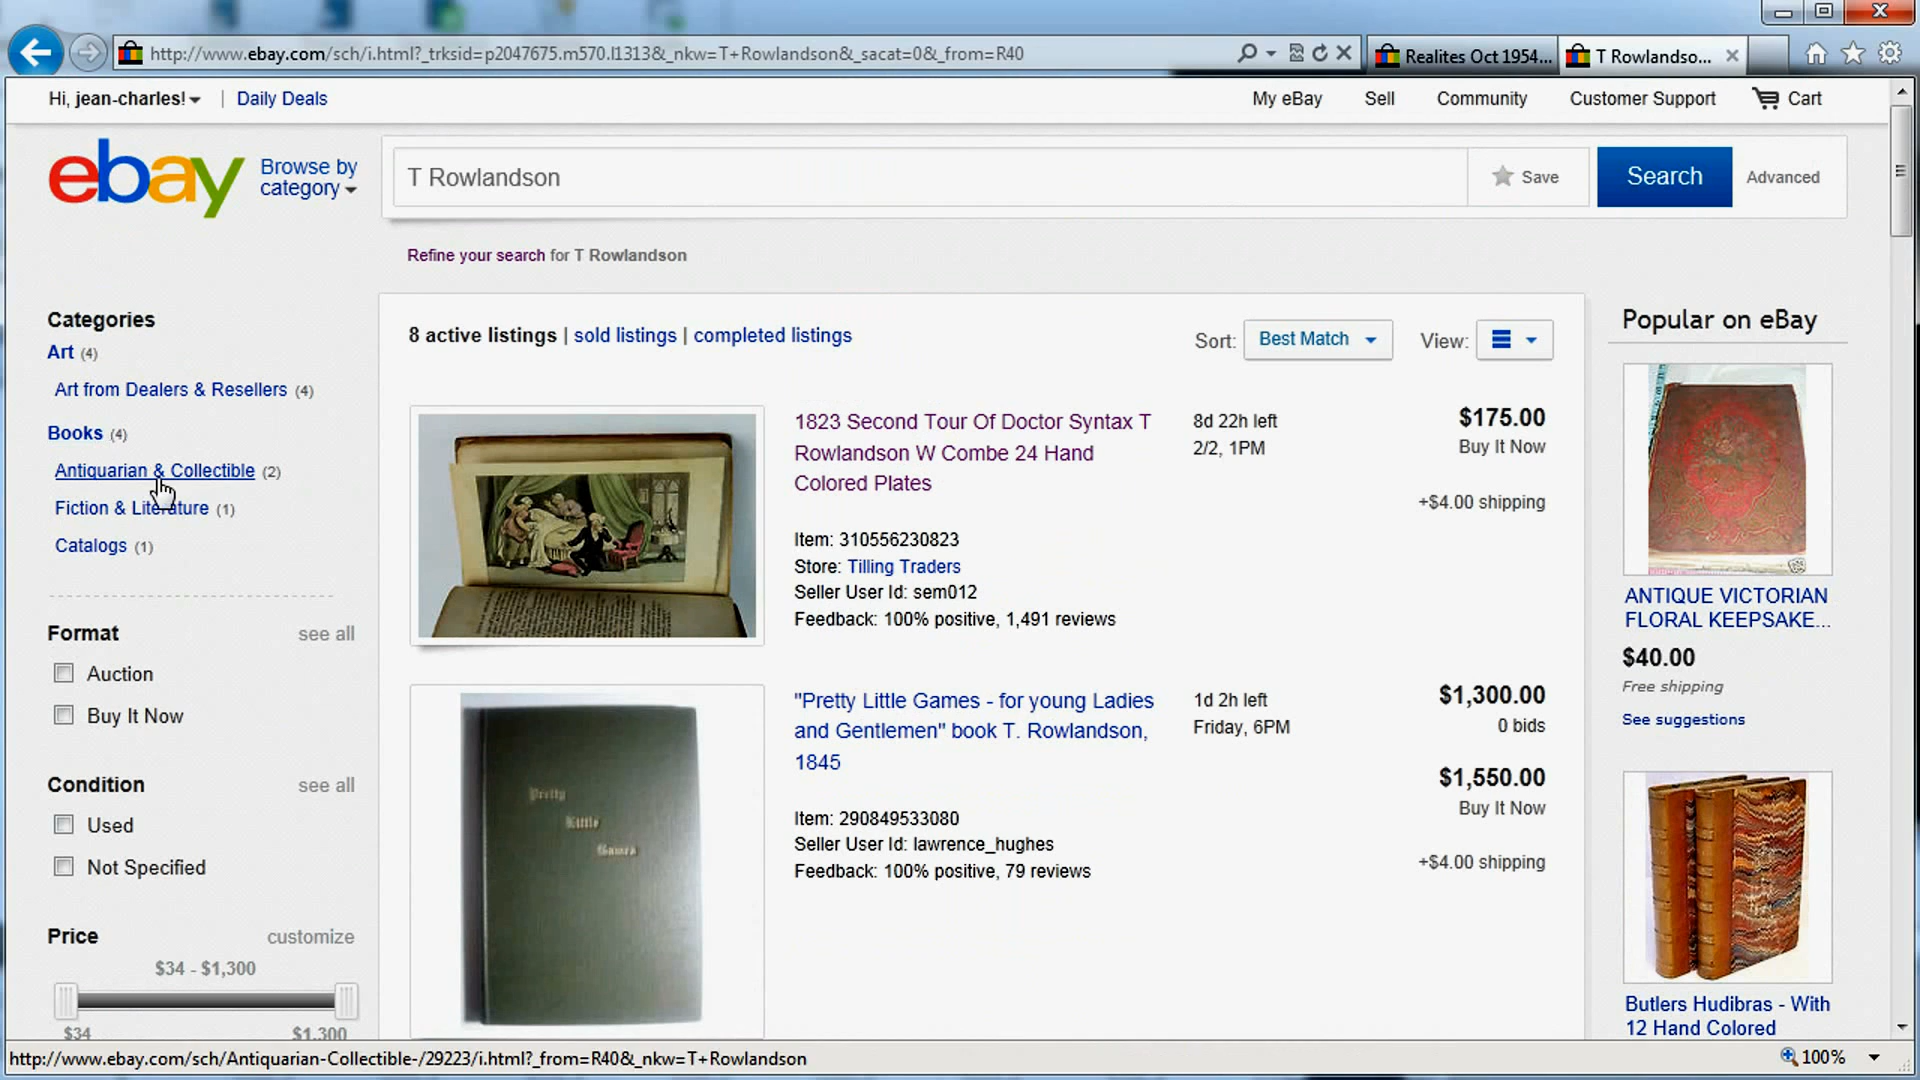 http://www.ebay.com/sch/i.html?_trksid=p2047675.m570.l1313&_nkw=T+Rowlandson&_sacat=0&_from=R40
Realites Oct 1954...
T Rowlandso...
Hi, jean-charles!
Daily Deals
My eBay
Sell
Community
Customer Support
Cart
ebay
Browse by
category
T Rowlandson
Save
Search
Advanced
Refine your search for T Rowlandson
Categories
Art (4)
Art from Dealers & Resellers (4)
Books (4)
Antiquarian & Collectible (2)
Fiction & Literature (1)
Catalogs (1)
Format see all
Auction
Buy It Now
Condition see all
Used
Not Specified
Price customize
$34 - $1,300
$34 $1,300
8 active listings | sold listings | completed listings
Sort: Best Match
View:
1823 Second Tour Of Doctor Syntax T
Rowlandson W Combe 24 Hand
Colored Plates
8d 22h left
2/2, 1PM
$175.00
Buy It Now
+$4.00 shipping
Item: 310556230823
Store: Tilling Traders
Seller User Id: sem012
Feedback: 100% positive, 1,491 reviews
Pretty
Little
Games
"Pretty Little Games - for young Ladies
and Gentlemen" book T. Rowlandson,
1845
1d 2h left
Friday, 6PM
$1,300.00
0 bids
$1,550.00
Buy It Now
+$4.00 shipping
Item: 290849533080
Seller User Id: lawrence_hughes
Feedback: 100% positive, 79 reviews
Popular on eBay
ANTIQUE VICTORIAN
FLORAL KEEPSAKE...
$40.00
Free shipping
See suggestions
Butlers Hudibras - With
12 Hand Colored
http://www.ebay.com/sch/Antiquarian-Collectible-/29223/i.html?_from=R40&_nkw=T+Rowlandson
100%